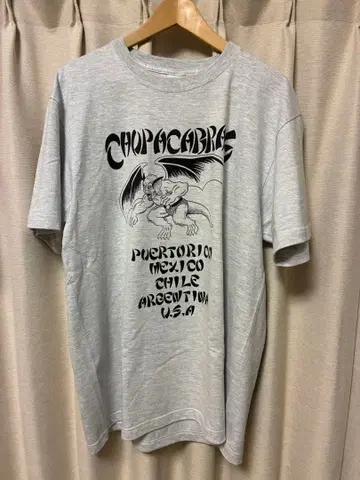 CHUPACABRAS
PUERTORICO
MEXICO
CHILE
ARGENTINA
U.S.A